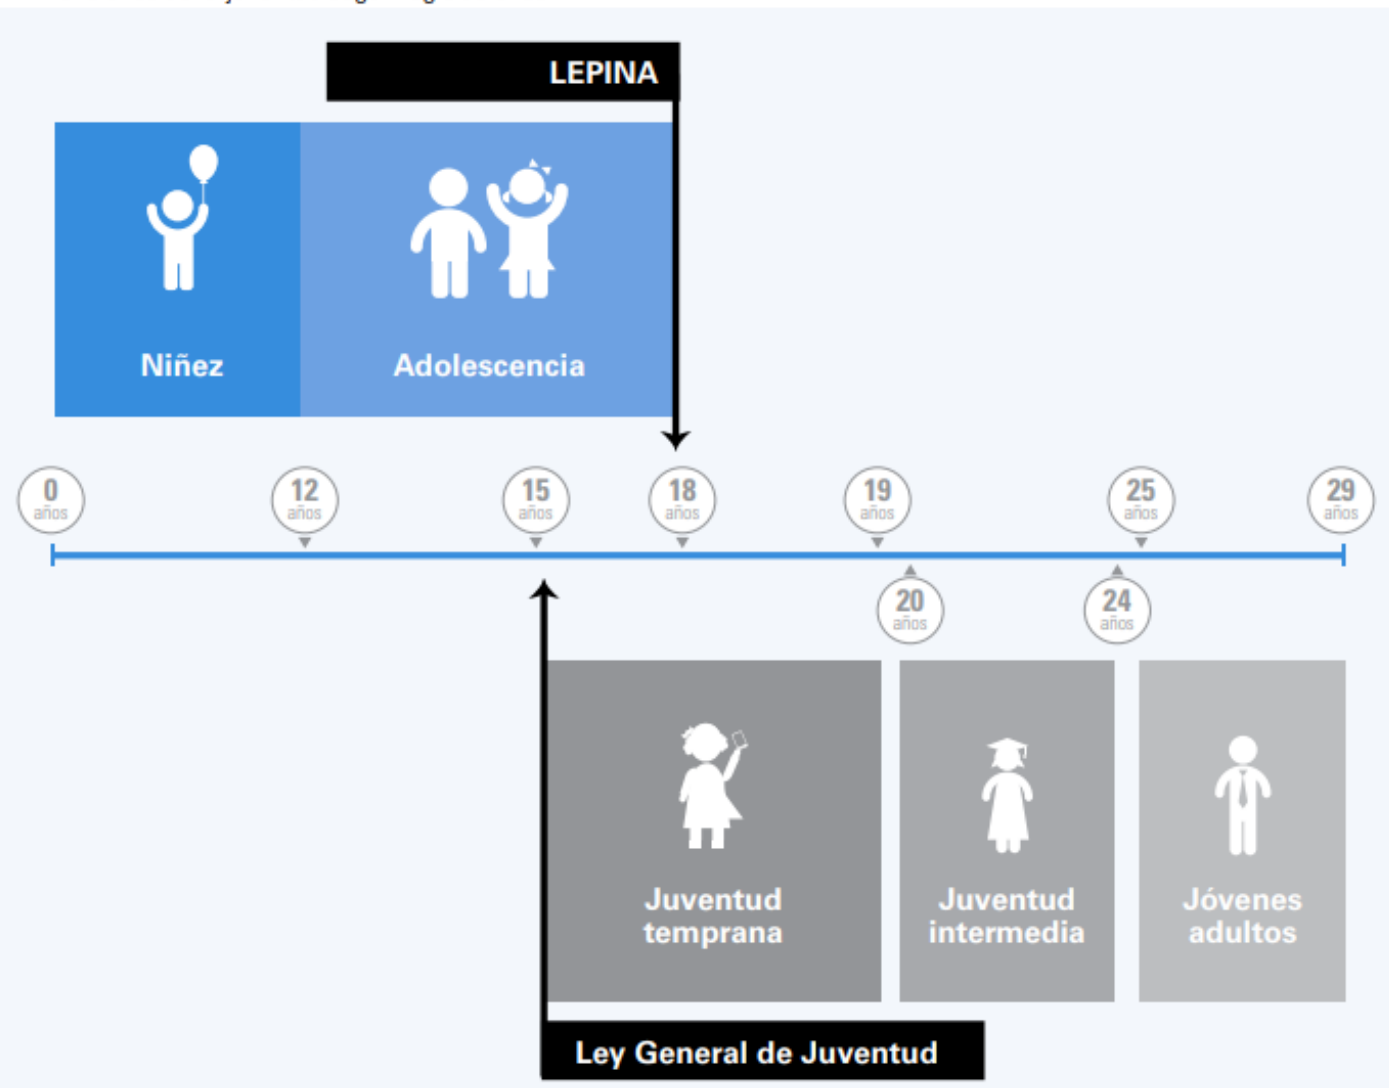 LEPINA
Niñez
Adolescencia
0
años
12
años
15
años
18
años
19
años
25
años
29
años
20
años
24
años
Juventud
temprana
Juventud
intermedia
Jóvenes
adultos
Ley General de Juventud